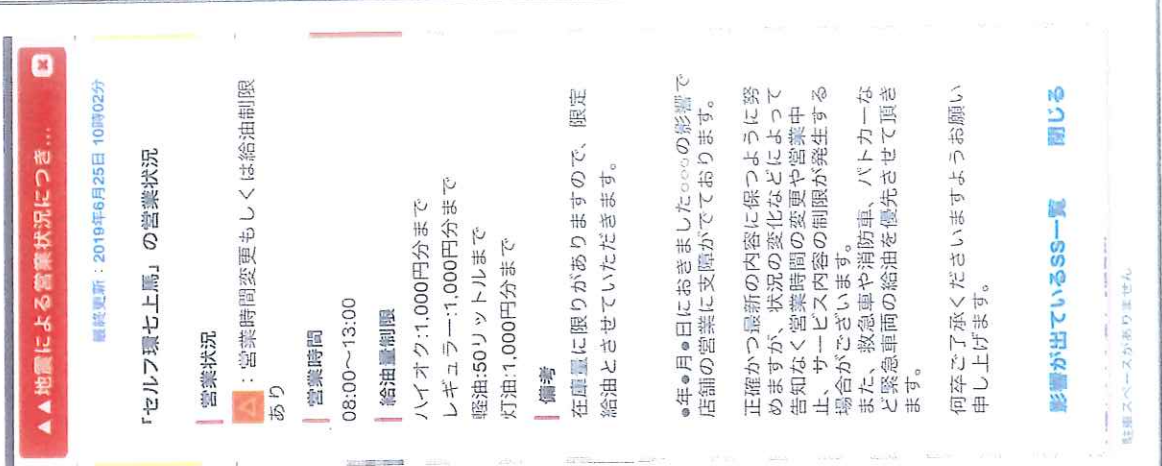 ▲▲地震による営業状況につき...
最終更新：2019年6月25日 10時02分
『セルフ環七上馬』の営業状況
営業状況
△：営業時間変更もしくは給油制限
あり
営業時間
08:00〜13:00
給油量制限
ハイオク:1,000円分まで
レギュラー:1,000円分まで
軽油:50リットルまで
灯油:1,000円分まで
備考
在庫量に限りがありますので、限定
給油とさせていただきます。
●年●月●日におきました○○○の影響で
店舗の営業に支障がでております。
正確かつ最新の内容に保つように努
めますが、状況の変化などによって
告知なく営業時間の変更や営業中
止、サービス内容の制限が発生する
場合がございます。
また、救急車や消防車、パトカーな
ど緊急車両の給油を優先させて頂き
ます。
何卒ご了承くださいますようお願い
申し上げます。
影響が出ているSS一覧 閉じる
駐車スペースがありません